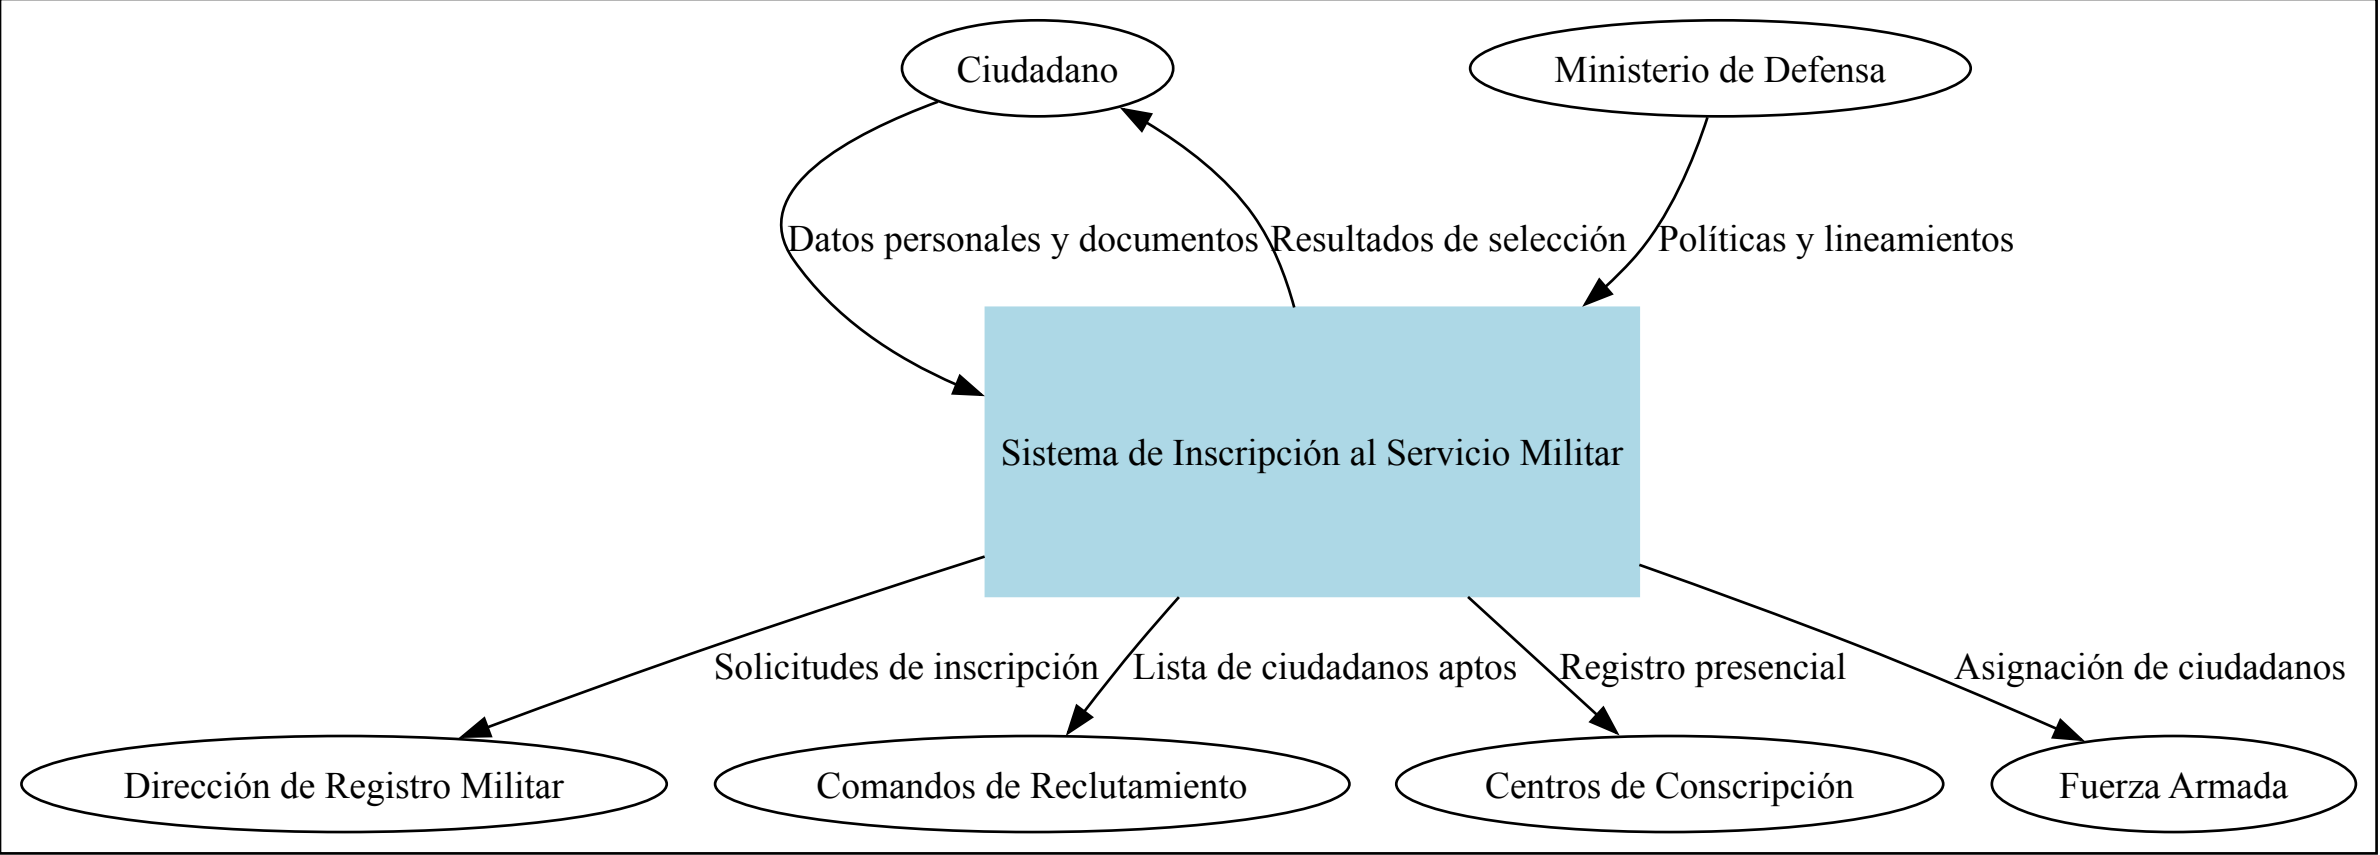 Ciudadano
Ministerio de Defensa
Datos personales y documentos
Resultados de selección
Políticas y lineamientos
Sistema de Inscripción al Servicio Militar
Solicitudes de inscripción
Lista de ciudadanos aptos
Registro presencial
Asignación de ciudadanos
Dirección de Registro Militar
Comandos de Reclutamiento
Centros de Conscripción
Fuerza Armada